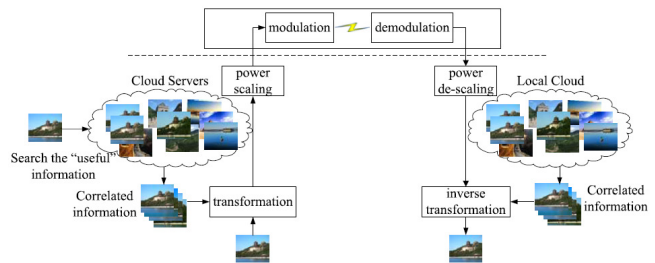 modulation
demodulation
Cloud Servers
power
scaling
power
de-scaling
Local Cloud
Search the “useful”
information
Correlated
information
transformation
inverse
transformation
Correlated
information